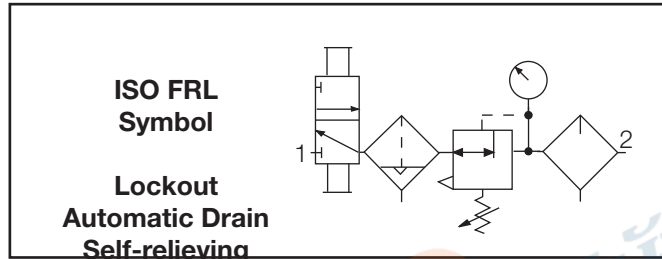 ISO FRL
Symbol
1
2
Lockout
Automatic Drain
Self-relieving